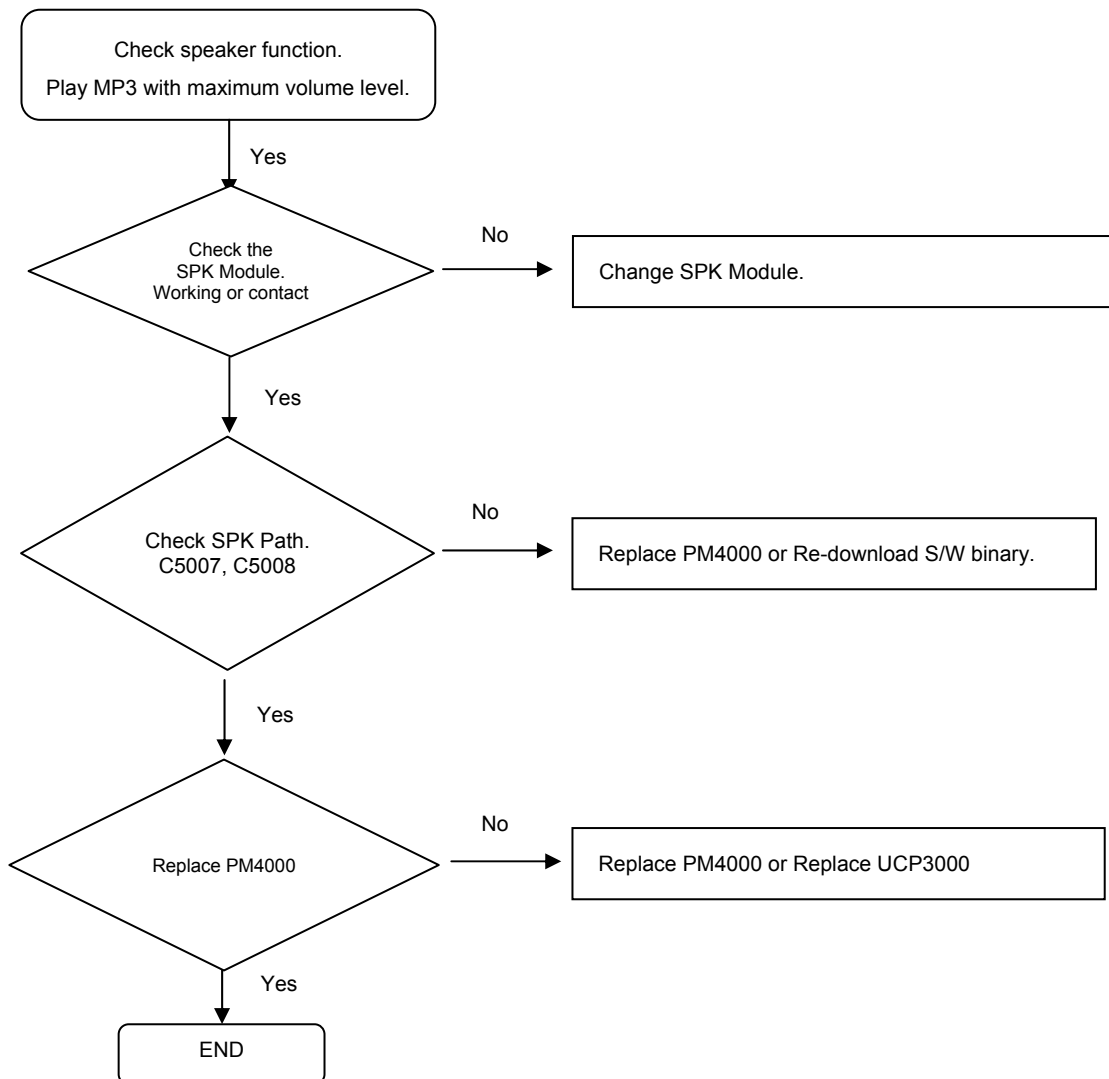 Check speaker function.
Play MP3 with maximum volume level.
Yes
Check the
SPK Module.
Working or contact
No
Change SPK Module.
Yes
Check SPK Path.
C5007, C5008
No
Replace PM4000 or Re-download S/W binary.
Yes
Replace PM4000
No
Replace PM4000 or Replace UCP3000
Yes
END